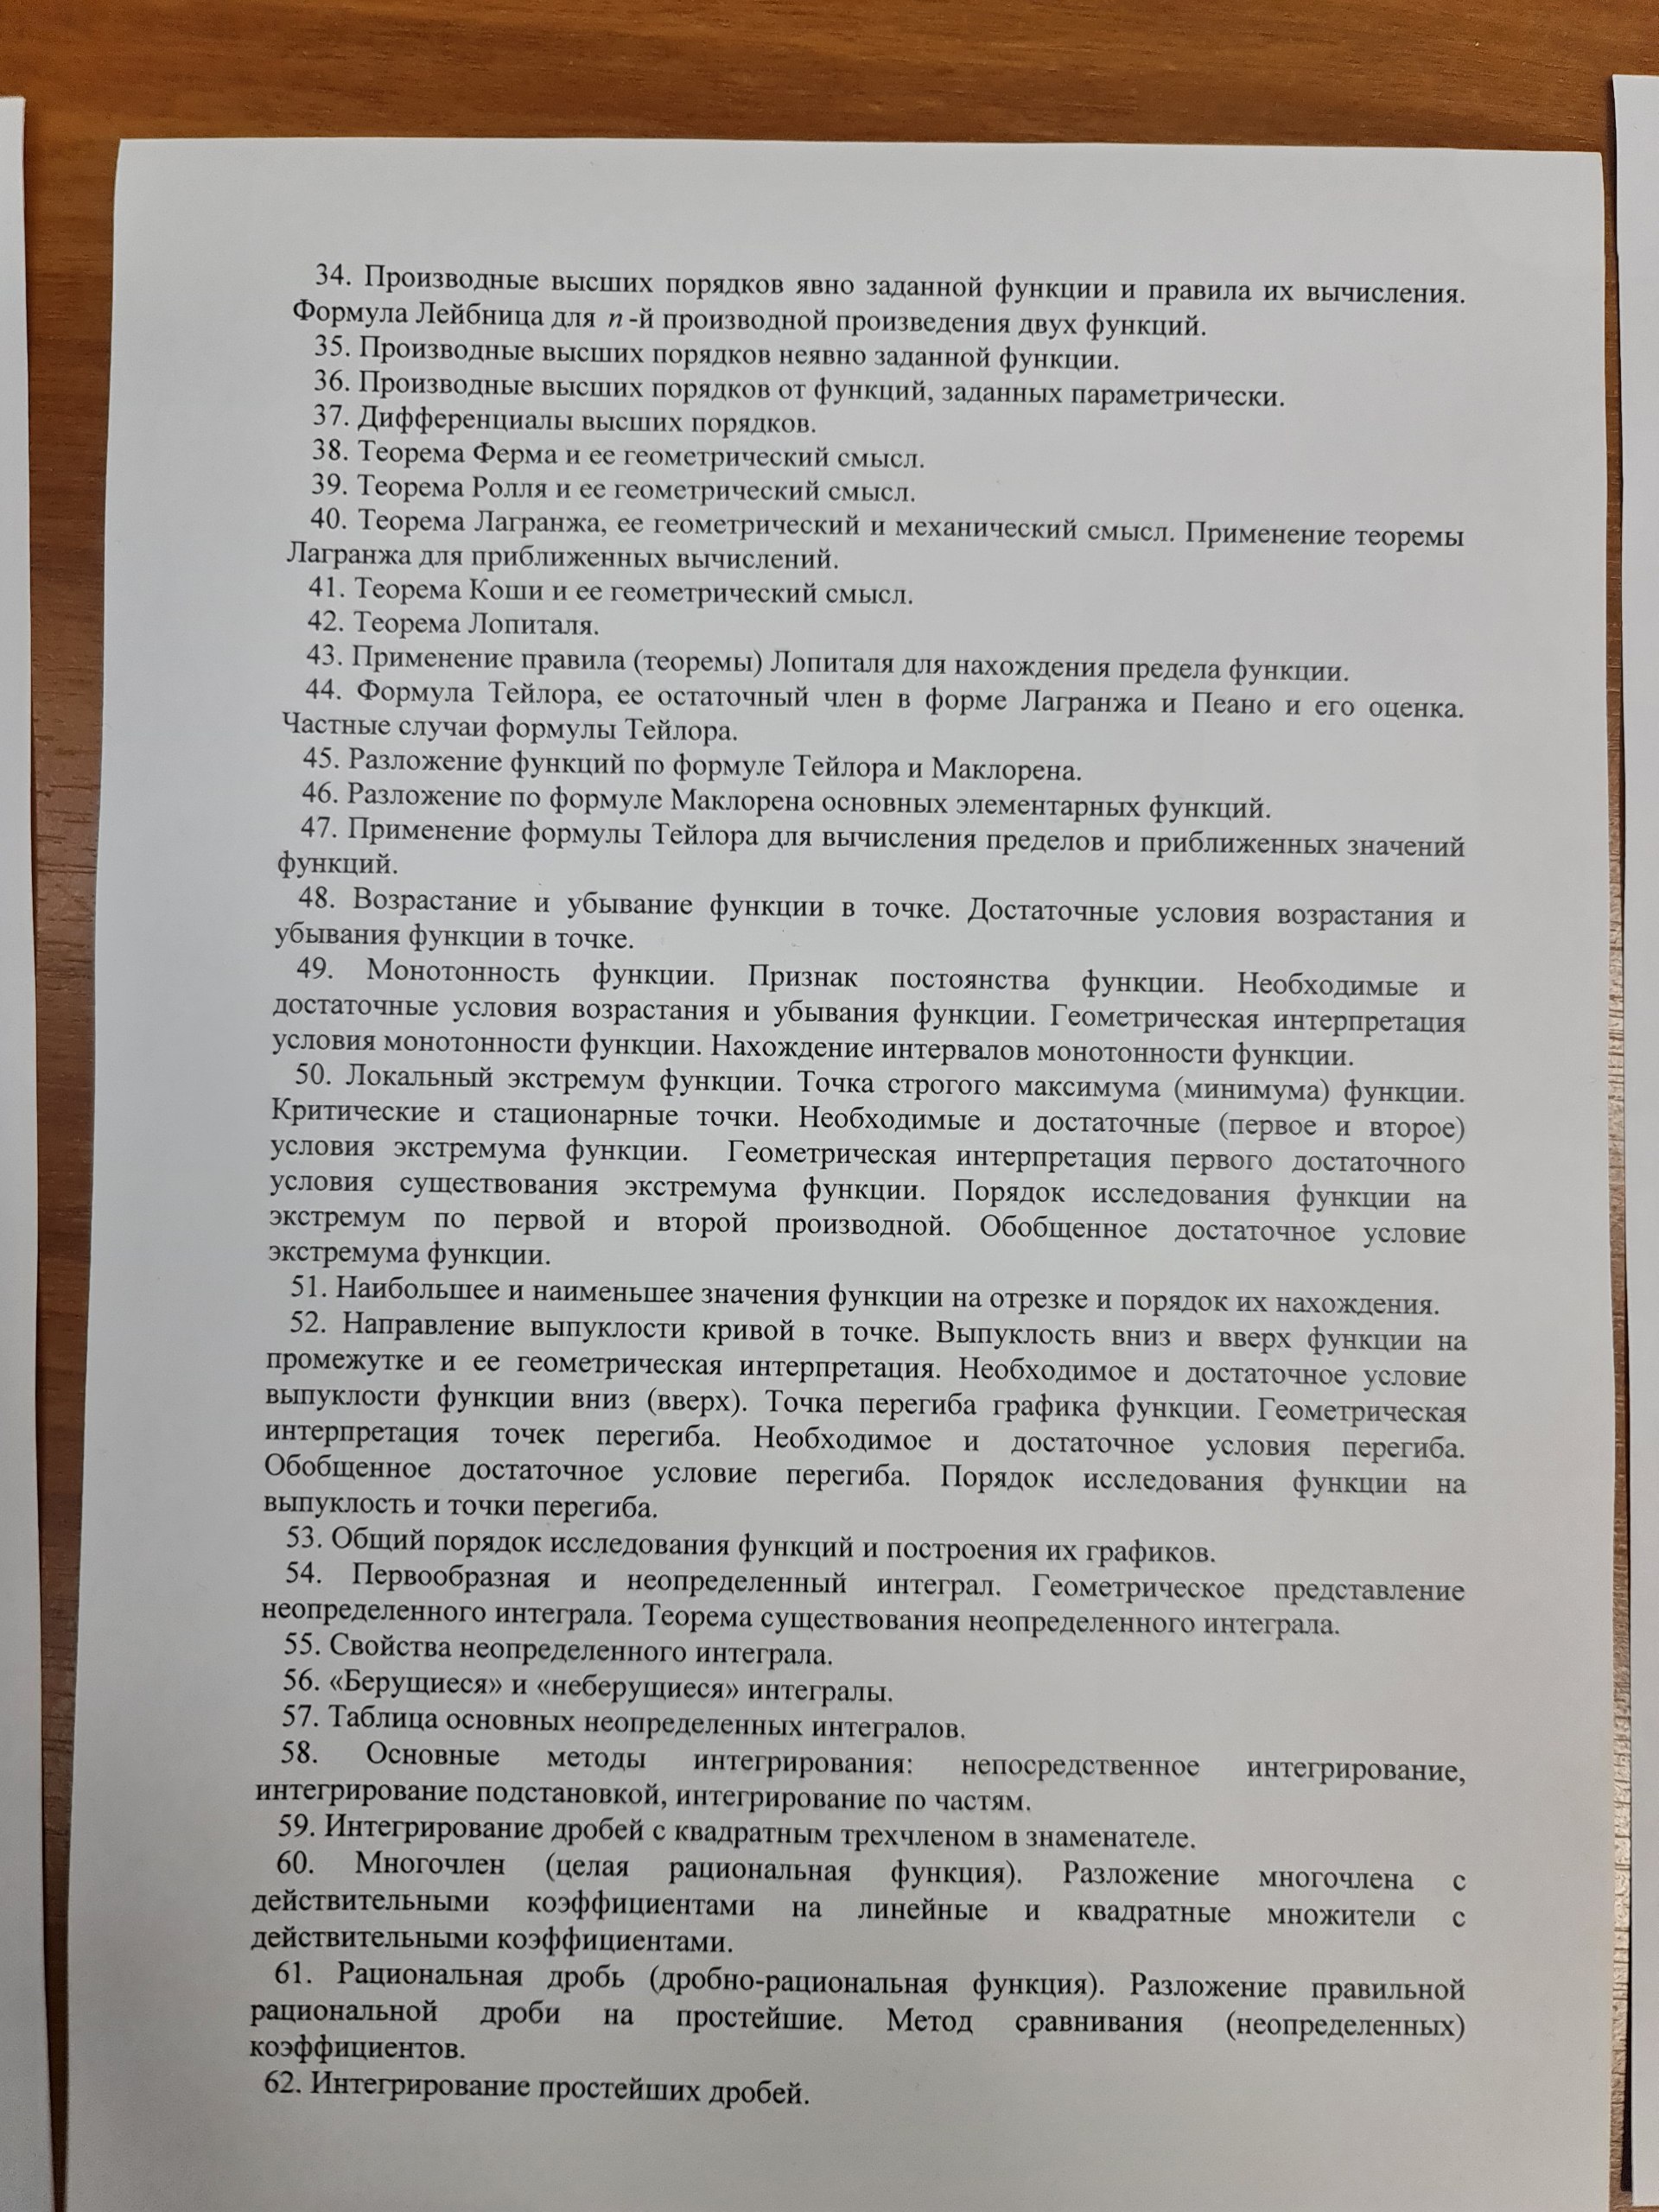 34. Производные высших порядков явно заданной функции и правила их вычисления.
Формула Лейбница для n -й производной произведения двух функций.
35. Производные высших порядков неявно заданной функции.
36. Производные высших порядков от функций, заданных параметрически.
37. Дифференциалы высших порядков.
38. Теорема Ферма и ее геометрический смысл.
39. Теорема Ролля и ее геометрический смысл.
40. Теорема Лагранжа, ее геометрический и механический смысл. Применение теоремы
Лагранжа для приближенных вычислений.
41. Теорема Коши и ее геометрический смысл.
42. Теорема Лопиталя.
43. Применение правила (теоремы) Лопиталя для нахождения предела функции.
44. Формула Тейлора, ее остаточный член в форме Лагранжа и Пеано и его оценка.
Частные случаи формулы Тейлора.
45. Разложение функций по формуле Тейлора и Маклорена.
46. Разложение по формуле Маклорена основных элементарных функций.
47. Применение формулы Тейлора для вычисления пределов и приближенных значений
функций.
48. Возрастание и убывание функции в точке. Достаточные условия возрастания и
убывания функции в точке.
49. Монотонность функции. Признак постоянства функции. Необходимые и
достаточные условия возрастания и убывания функции. Геометрическая интерпретация
условия монотонности функции. Нахождение интервалов монотонности функции.
50. Локальный экстремум функции. Точка строгого максимума (минимума) функции.
Критические и стационарные точки. Необходимые и достаточные (первое и второе)
условия экстремума функции. Геометрическая интерпретация первого достаточного
условия существования экстремума функции. Порядок исследования функции на
экстремум по первой и второй производной. Обобщенное достаточное условие
экстремума функции.
51. Наибольшее и наименьшее значения функции на отрезке и порядок их нахождения.
52. Направление выпуклости кривой в точке. Выпуклость вниз и вверх функции на
промежутке и ее геометрическая интерпретация. Необходимое и достаточное условие
выпуклости функции вниз (вверх). Точка перегиба графика функции. Геометрическая
интерпретация точек перегиба. Необходимое и достаточное условия перегиба.
Обобщенное достаточное условие перегиба. Порядок исследования функции на
выпуклость и точки перегиба.
53. Общий порядок исследования функций и построения их графиков.
54. Первообразная и неопределенный интеграл. Геометрическое представление
неопределенного интеграла. Теорема существования неопределенного интеграла.
55. Свойства неопределенного интеграла.
56. «Берущиеся» и «неберущиеся» интегралы.
57. Таблица основных неопределенных интегралов.
58. Основные методы интегрирования: непосредственное интегрирование,
интегрирование подстановкой, интегрирование по частям.
59. Интегрирование дробей с квадратным трехчленом в знаменателе.
60. Многочлен (целая рациональная функция). Разложение многочлена с
действительными коэффициентами на линейные и квадратные множители с
действительными коэффициентами.
61. Рациональная дробь (дробно-рациональная функция). Разложение правильной
рациональной дроби на простейшие. Метод сравнивания (неопределенных)
коэффициентов.
62. Интегрирование простейших дробей.